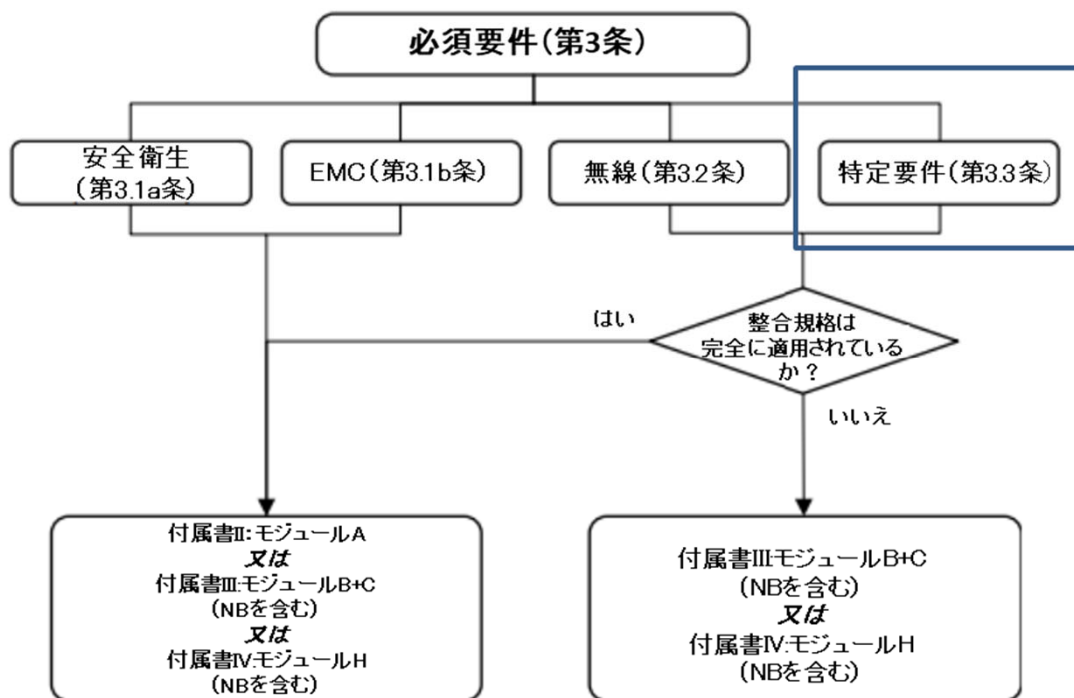 必須要件(第3条)
安全衛生
(第3.1a条)
EMC(第3.1b条)
無線(第3.2条)
特定要件(第3.3条)
はい
整合規格は
完全に適用されている
か？
いいえ
付属書II:モジュールA
又は
付属書III:モジュールB+C
(NBを含む)
又は
付属書IV:モジュールH
(NBを含む)
付属書III:モジュールB+C
(NBを含む)
又は
付属書IV:モジュールH
(NBを含む)